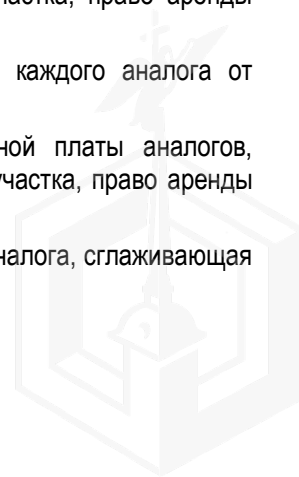 участка, право аренды
каждого аналога от
ной платы аналогов,
участка, право аренды
налога, сглаживающая